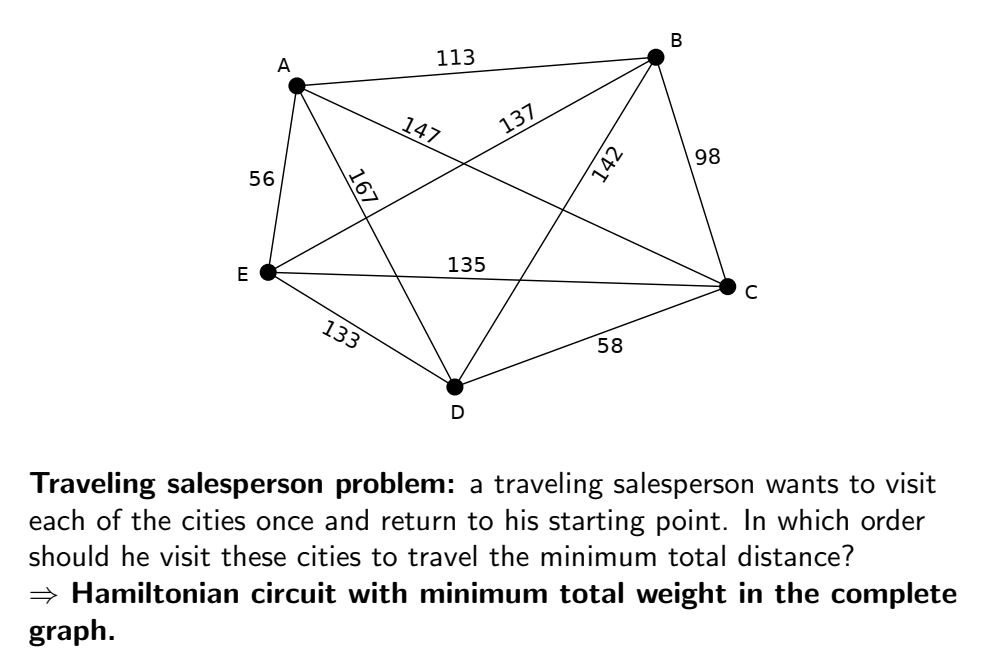 B
113
A
137
147
142
98
167
56
135
E
C
133
58
D
Traveling salesperson problem: a traveling salesperson wants to visit
each of the cities once and return to his starting point. In which order
should he visit these cities to travel the minimum total distance?
⇒ Hamiltonian circuit with minimum total weight in the complete
graph.